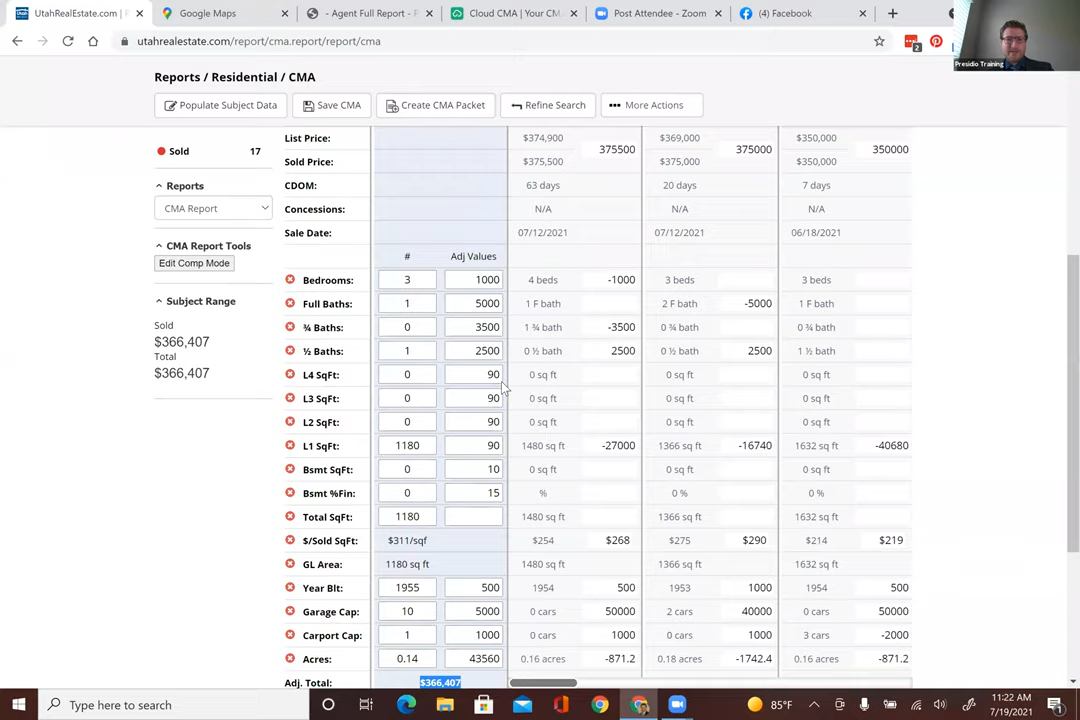 UtahRealEstate.com | F
Google Maps
- Agent Full Report - P
Cloud CMA | Your CM
Post Attendee - Zoom
(4) Facebook
utahrealestate.com/report/cma.report/report/cma
2
Presidio Training
Reports / Residential / CMA
Populate Subject Data
Save CMA
Create CMA Packet
Refine Search
More Actions
Sold 17
Reports
CMA Report
CMA Report Tools
Edit Comp Mode
Subject Range
Sold
$366,407
Total
$366,407
List Price: $374,900 $369,000 $350,000
375500 375000 350000
Sold Price: $375,500 $375,000 $350,000
CDOM: 63 days 20 days 7 days
Concessions: N/A N/A N/A
Sale Date: 07/12/2021 07/12/2021 06/18/2021
# Adj Values
Bedrooms: 3 1000 4 beds -1000 3 beds 3 beds
Full Baths: 1 5000 1 F bath 2 F bath -5000 1 F bath
¾ Baths: 0 3500 1 ¾ bath -3500 0 ¾ bath 0 ¾ bath
½ Baths: 1 2500 0 ½ bath 2500 0 ½ bath 2500 1 ½ bath
L4 SqFt: 0 90 0 sq ft 0 sq ft 0 sq ft
L3 SqFt: 0 90 0 sq ft 0 sq ft 0 sq ft
L2 SqFt: 0 90 0 sq ft 0 sq ft 0 sq ft
L1 SqFt: 1180 90 1480 sq ft -27000 1366 sq ft -16740 1632 sq ft -40680
Bsmt SqFt: 0 10 0 sq ft 0 sq ft 0 sq ft
Bsmt %Fin: 0 15 % 0 % 0 %
Total SqFt: 1180 1480 sq ft 1366 sq ft 1632 sq ft
$/Sold SqFt: $311/sqf $254 $268 $275 $290 $214 $219
GL Area: 1180 sq ft 1480 sq ft 1366 sq ft 1632 sq ft
Year Blt: 1955 500 1954 500 1953 1000 1954 500
Garage Cap: 10 5000 0 cars 50000 2 cars 40000 0 cars 50000
Carport Cap: 1 1000 0 cars 1000 0 cars 1000 3 cars -2000
Acres: 0.14 43560 0.16 acres -871.2 0.18 acres -1742.4 0.16 acres -871.2
Adj. Total: $366,407
Type here to search
85°F
11:22 AM
7/19/2021